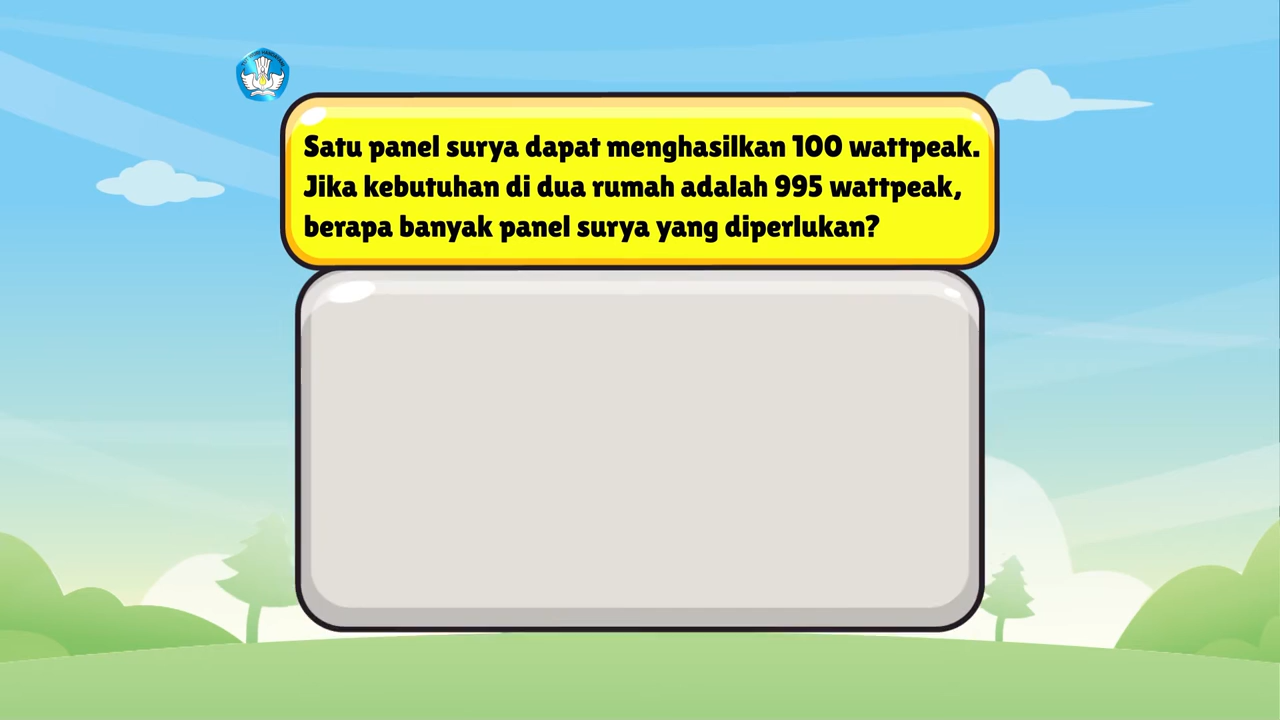 Satu panel surya dapat menghasilkan 100 wattpeak.
Jika kebutuhan di dua rumah adalah 995 wattpeak,
berapa banyak panel surya yang diperlukan?